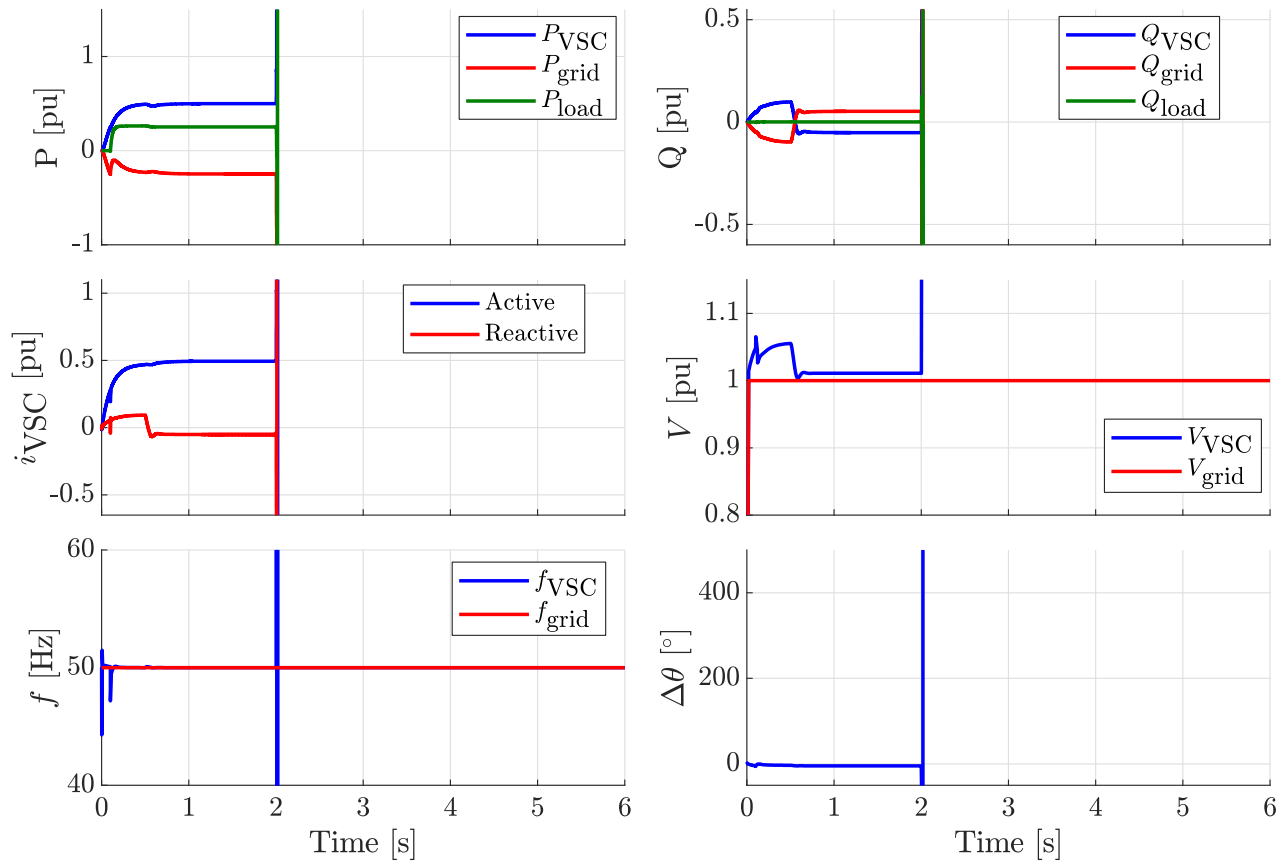 P [pu]
1
0
-1
P_VSC
P_grid
P_load
Q [pu]
0.5
0
-0.5
Q_VSC
Q_grid
Q_load
i_VSC [pu]
1
0.5
0
-0.5
Active
Reactive
V [pu]
1.1
1
0.9
0.8
V_VSC
V_grid
f [Hz]
60
50
40
f_VSC
f_grid
0 1 2 3 4 5 6
Time [s]
Δθ [°]
400
200
0
0 1 2 3 4 5 6
Time [s]